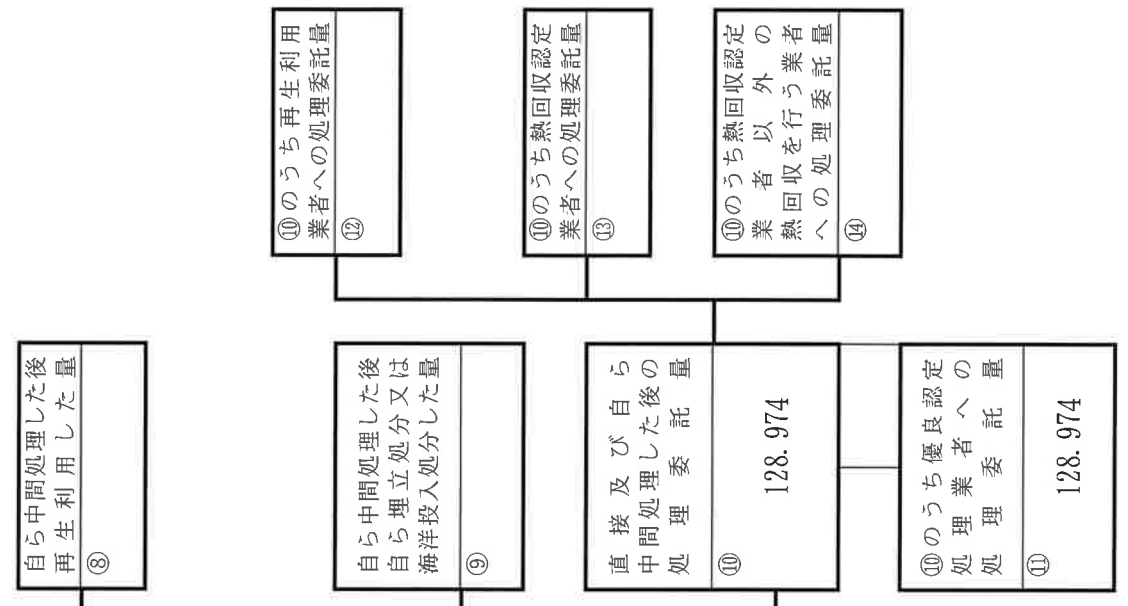 自ら中間処理した後
再生利用した量
⑧
自ら中間処理した後
自ら埋立処分又は
海洋投入処分した量
⑨
直接及び自ら
中間処理した後の
処理委託量
⑩
128.974
⑩のうち優良認定
処理業者への
処理委託量
⑪
128.974
⑩のうち再生利用
業者への処理委託量
⑫
⑩のうち熱回収認定
業者への処理委託量
⑬
⑩のうち熱回収認定
業者以外の
熱回収を行う業者
への処理委託量
⑭